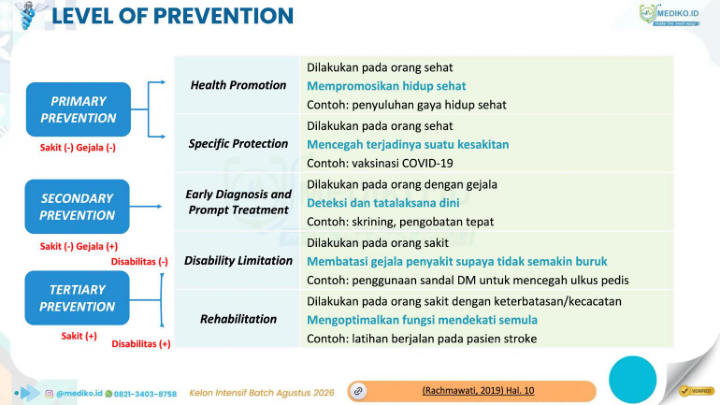 LEVEL OF PREVENTION
MEDIKO.ID
PRIMARY
PREVENTION
Sakit (-) Gejala (-)
Health Promotion
Dilakukan pada orang sehat
Mempromosikan hidup sehat
Contoh: penyuluhan gaya hidup sehat
Specific Protection
Dilakukan pada orang sehat
Mencegah terjadinya suatu kesakitan
Contoh: vaksinasi COVID-19
SECONDARY
PREVENTION
Sakit (-) Gejala (+)
Early Diagnosis and
Prompt Treatment
Dilakukan pada orang dengan gejala
Deteksi dan tatalaksana dini
Contoh: skrining, pengobatan tepat
TERTIARY
PREVENTION
Sakit (+)
Disabilitas (-)
Disability Limitation
Dilakukan pada orang sakit
Membatasi gejala penyakit supaya tidak semakin buruk
Contoh: penggunaan sandal DM untuk mencegah ulkus pedis
Disabilitas (+)
Rehabilitation
Dilakukan pada orang sakit dengan keterbatasan/kecacatan
Mengoptimalkan fungsi mendekati semula
Contoh: latihan berjalan pada pasien stroke
@mediko.id 0821-3403-8758
Kelon Intensif Batch Agustus 2026
(Rachmawati, 2019) Hal. 10
VERIFIED